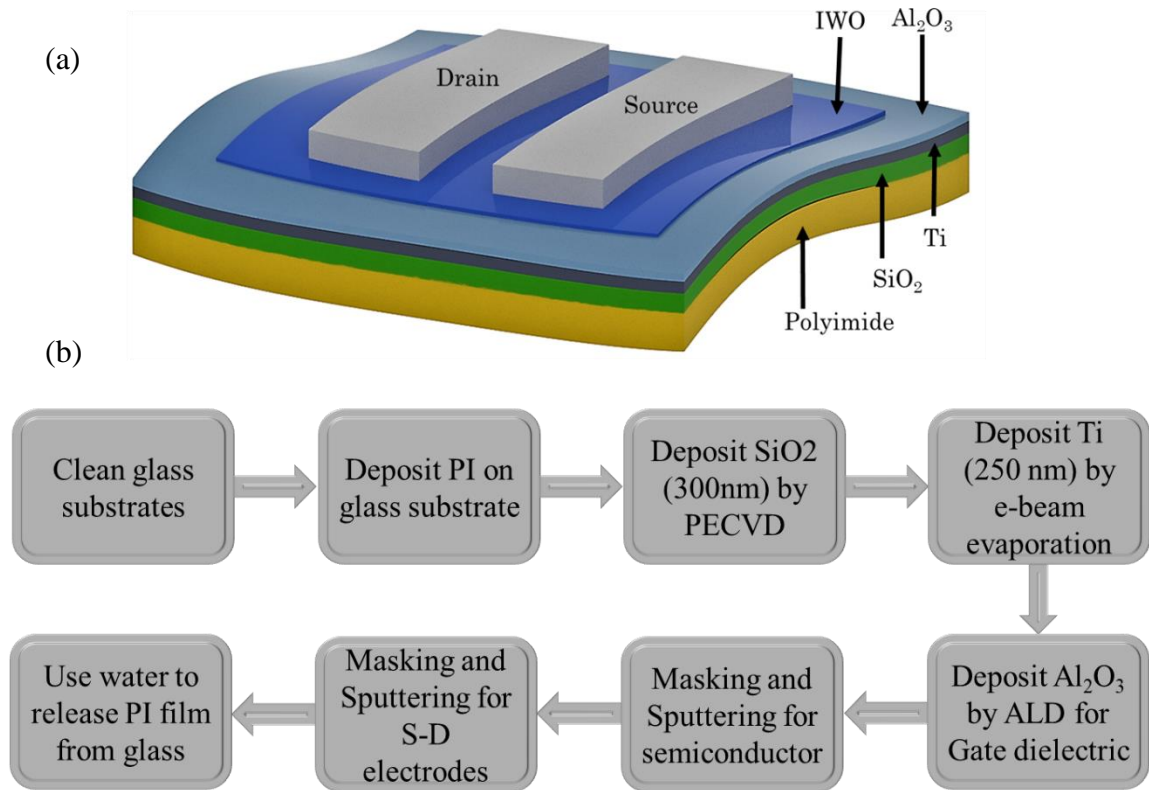 (a)
IWO
Al₂O₃
Drain
Source
Ti
SiO₂
Polyimide
(b)
Clean glass
substrates
Deposit PI on
glass substrate
Deposit SiO2
(300nm) by
PECVD
Deposit Ti
(250 nm) by
e-beam
evaporation
Use water to
release PI film
from glass
Masking and
Sputtering for
S-D
electrodes
Masking and
Sputtering for
semiconductor
Deposit Al₂O₃
by ALD for
Gate dielectric